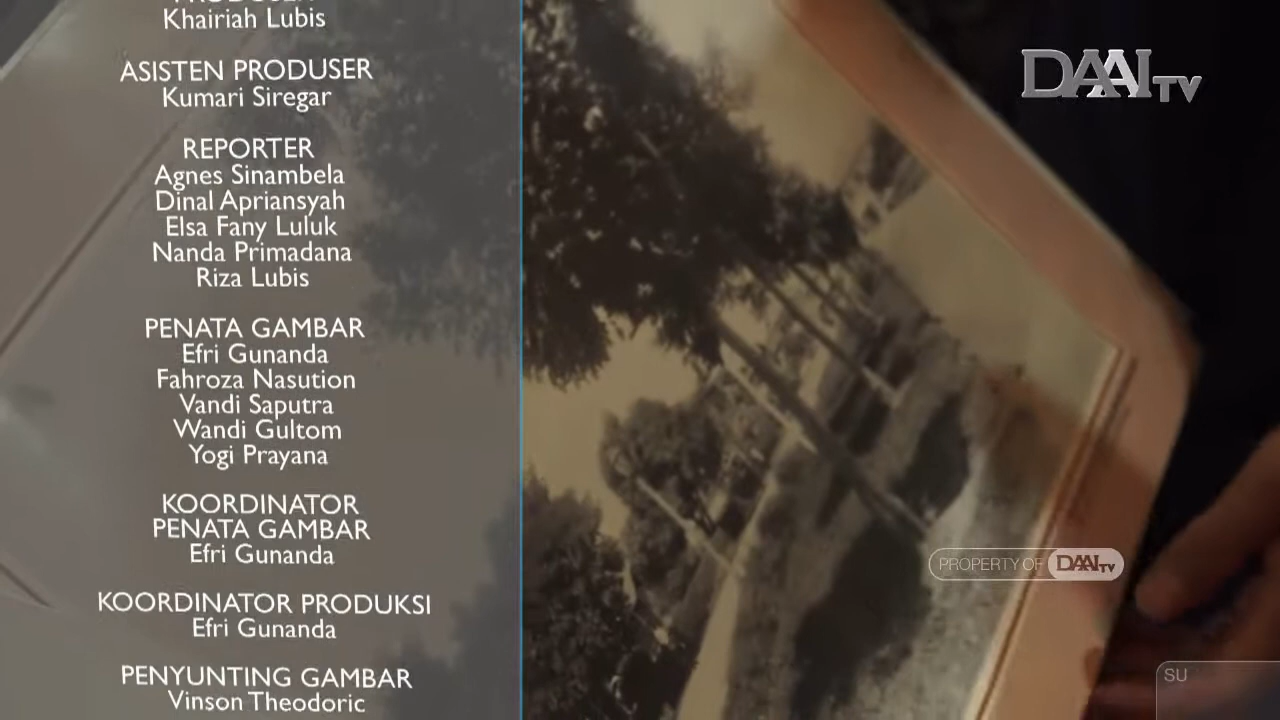 PRODUSER
Khairiah Lubis
ASISTEN PRODUSER
Kumari Siregar
REPORTER
Agnes Sinambela
Dinal Apriansyah
Elsa Fany Luluk
Nanda Primadana
Riza Lubis
PENATA GAMBAR
Efri Gunanda
Fahroza Nasution
Vandi Saputra
Wandi Gultom
Yogi Prayana
KOORDINATOR
PENATA GAMBAR
Efri Gunanda
KOORDINATOR PRODUKSI
Efri Gunanda
PENYUNTING GAMBAR
Vinson Theodoric
DAAI TV
PROPERTY OF DAAI TV
SU